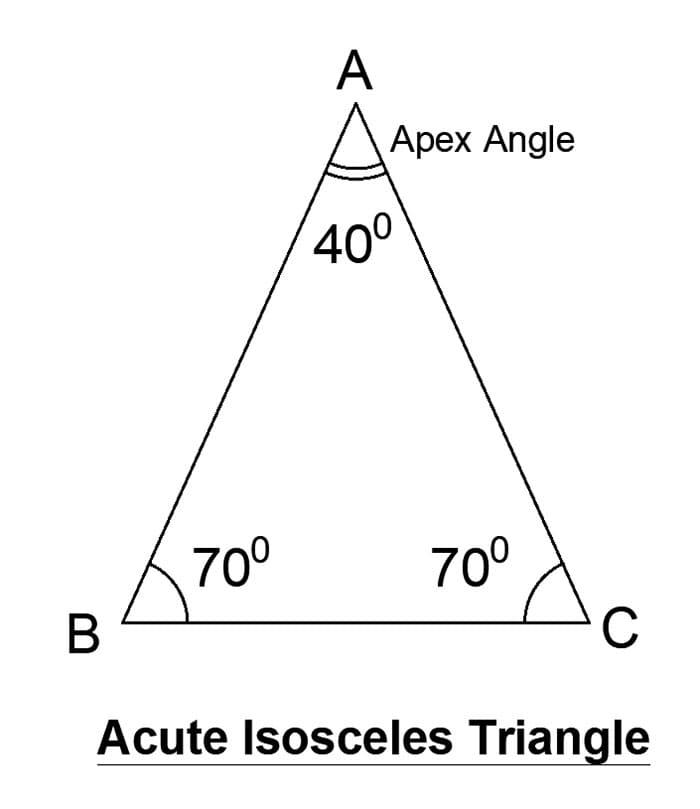 A
Apex Angle
40⁰
70⁰ 70⁰
B C
Acute Isosceles Triangle